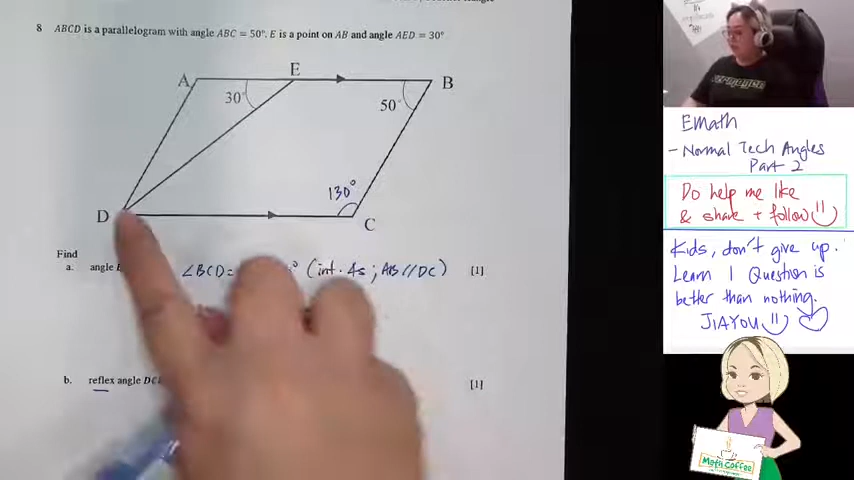 8 ABCD is a parallelogram with angle ABC = 50°. E is a point on AB and angle AED = 30°
A
E
B
30°
50°
130°
D
C
Find
a. angle
∠BCD=
(int. ∠s ; AB // DC) [1]
b. reflex angle DC
[1]
Emath
- Normal Tech Angles
Part 2
Do help me like
& share + follow
Kids, don't give up.
Learn 1 Question is
better than nothing.
JIAYOU
Math Coffee